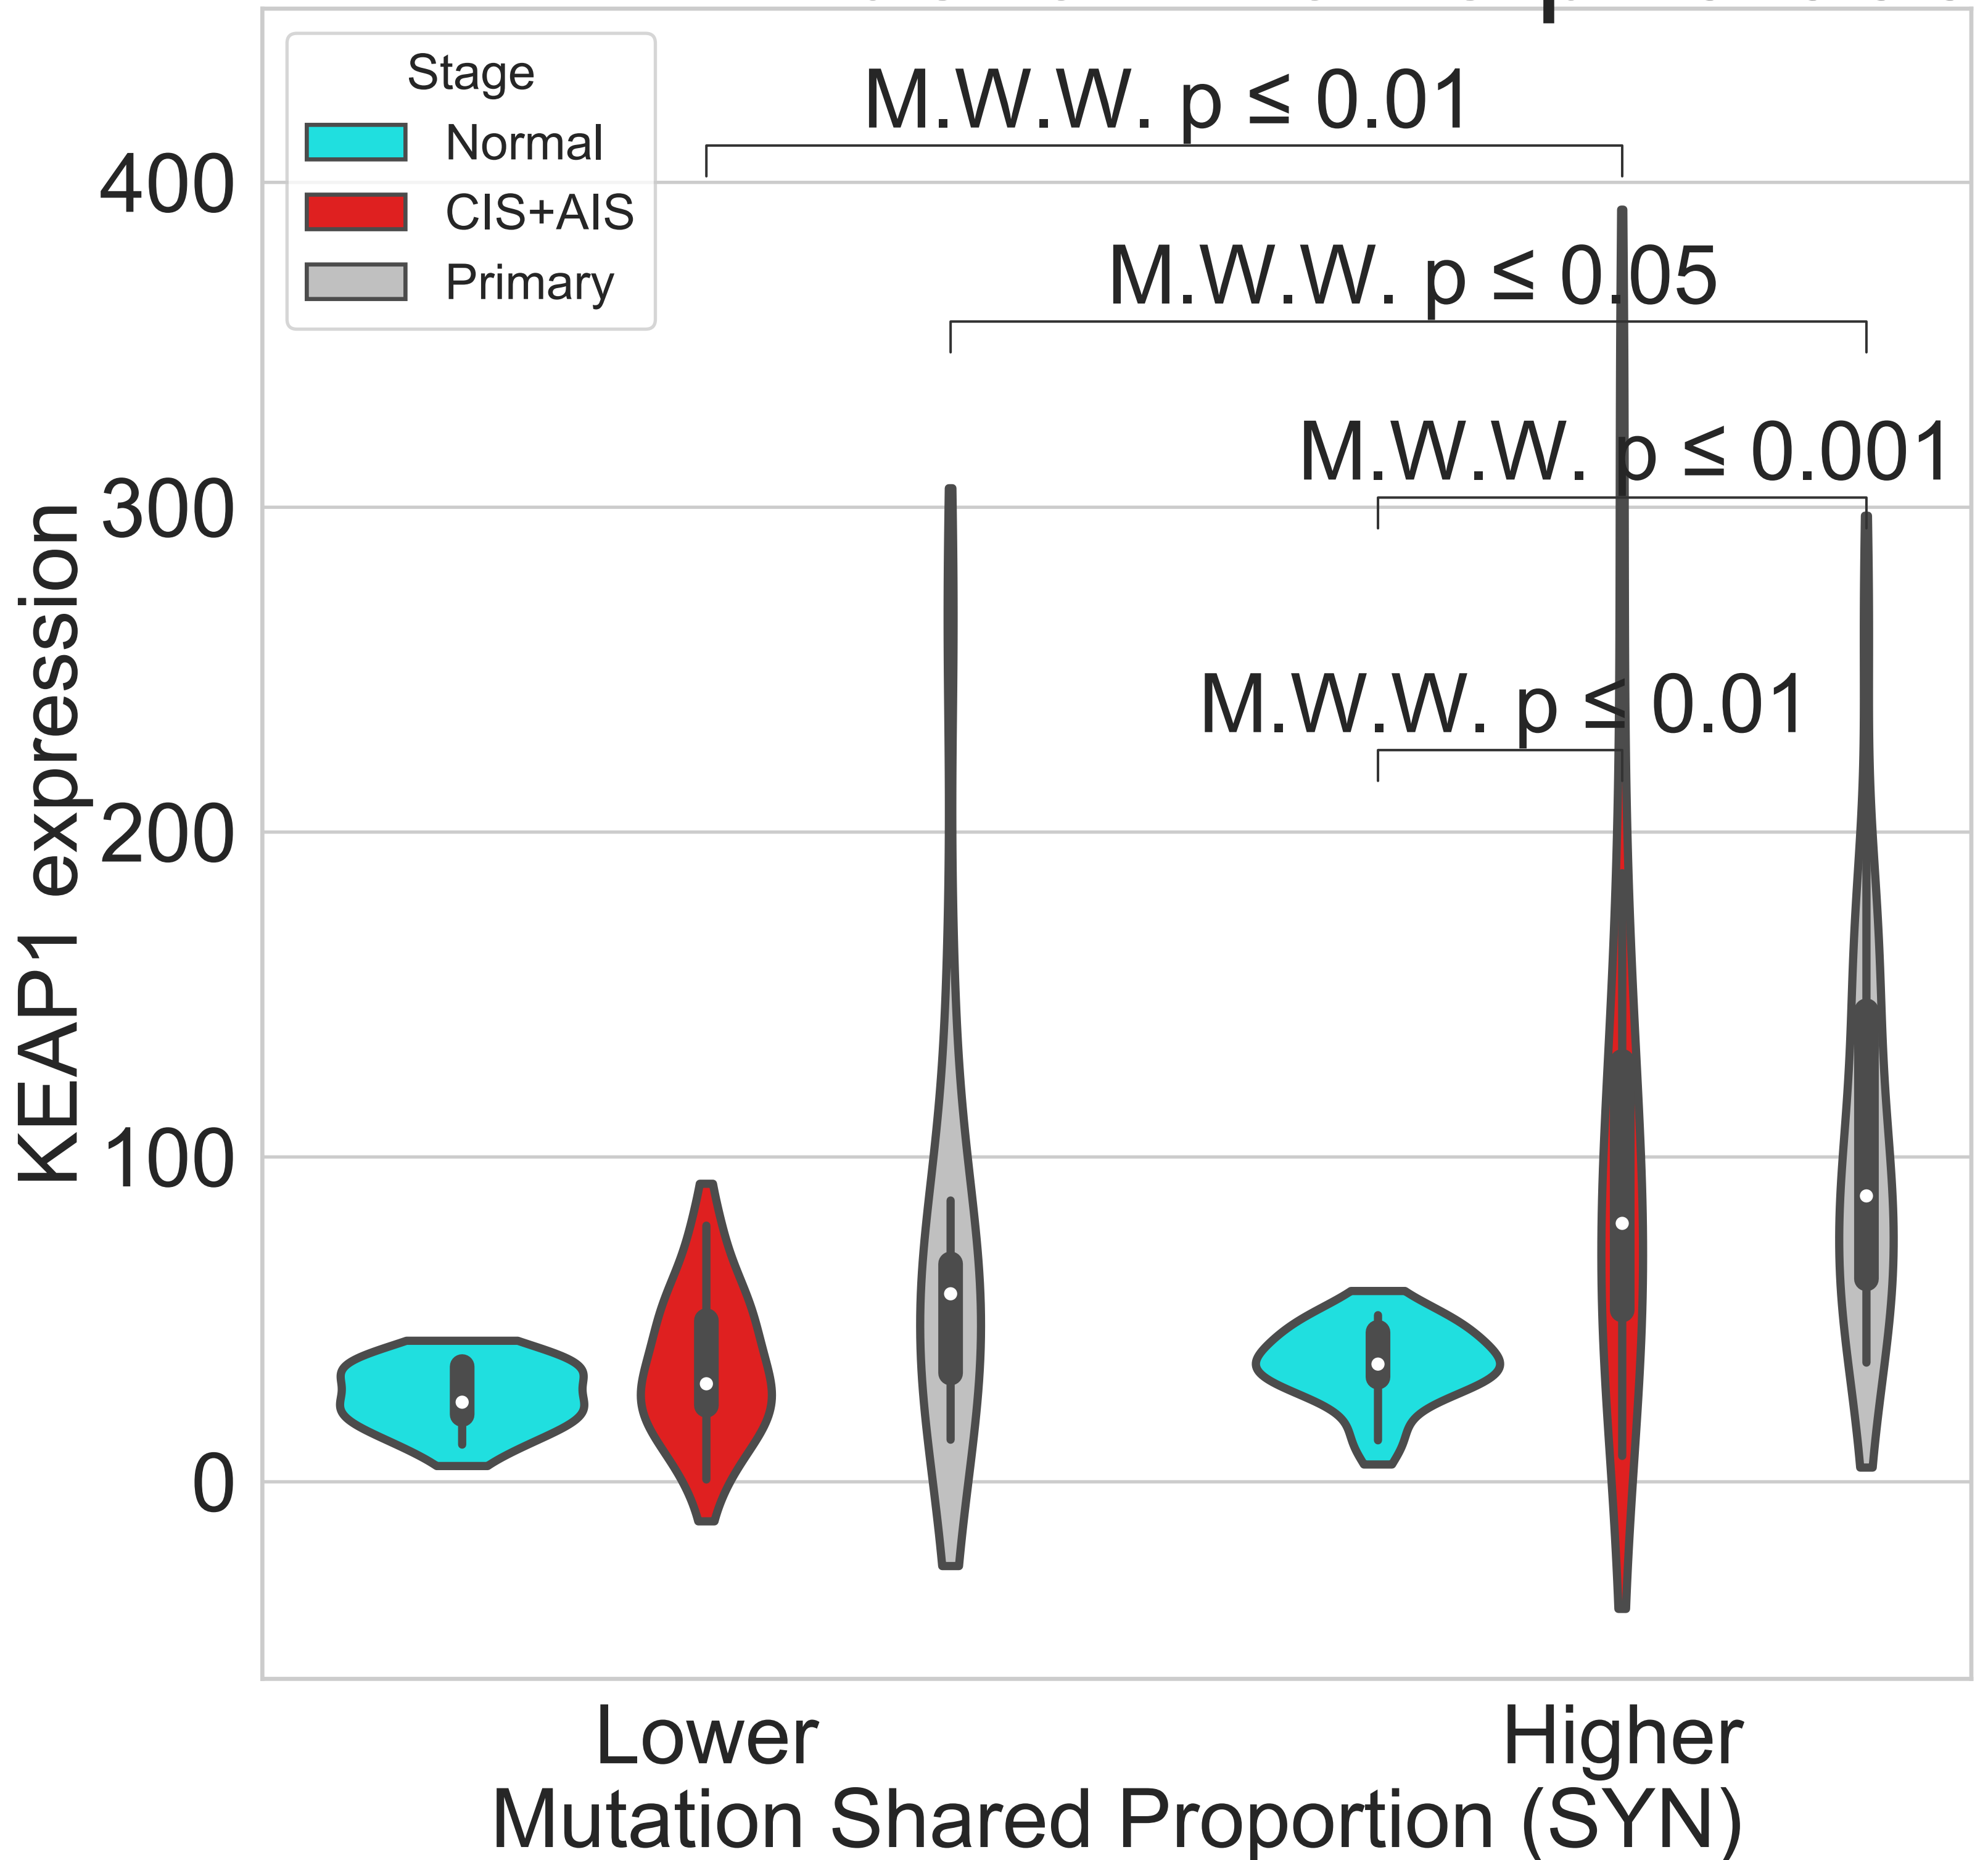 Stage
Normal
CIS+AIS
Primary
M.W.W. p ≤ 0.01
M.W.W. p ≤ 0.05
M.W.W. p ≤ 0.001
M.W.W. p ≤ 0.01
400
300
200
100
0
KEAP1 expression
Lower
Higher
Mutation Shared Proportion (SYN)